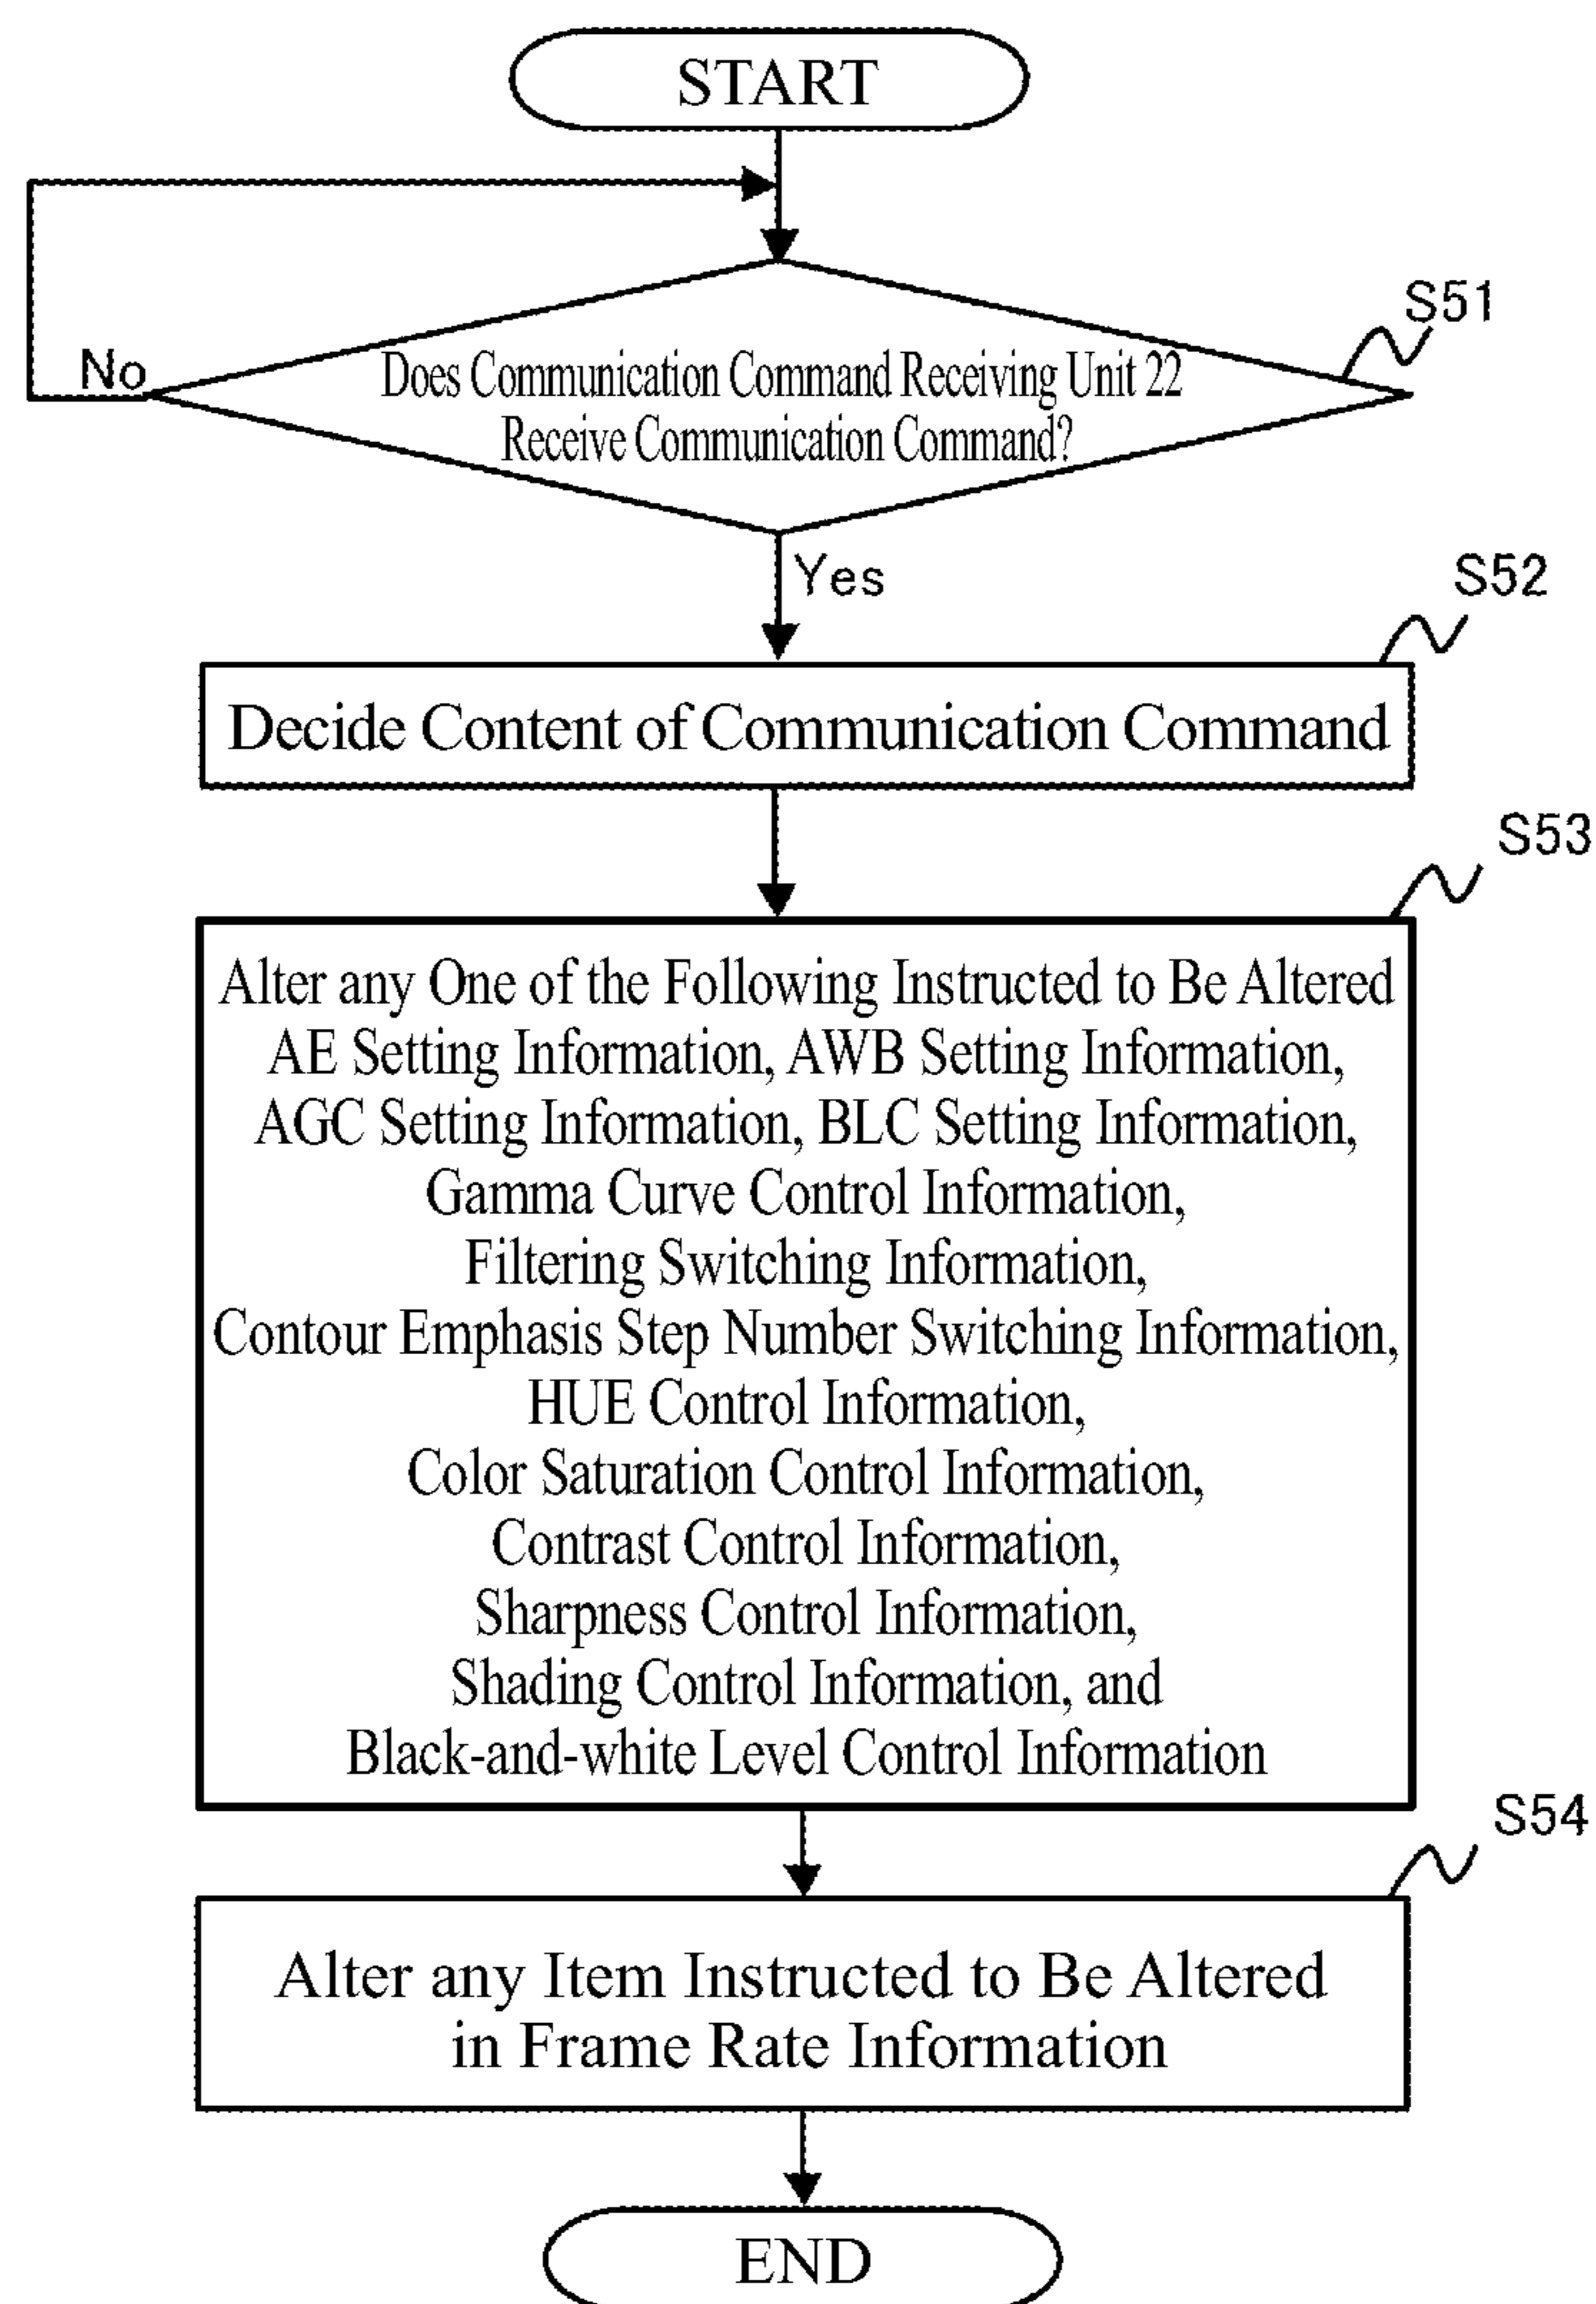 START
S51
No
Does Communication Command Receiving Unit 22
Receive Communication Command?
Yes
S52
Decide Content of Communication Command
S53
Alter any One of the Following Instructed to Be Altered
AE Setting Information, AWB Setting Information,
AGC Setting Information, BLC Setting Information,
Gamma Curve Control Information,
Filtering Switching Information,
Contour Emphasis Step Number Switching Information,
HUE Control Information,
Color Saturation Control Information,
Contrast Control Information,
Sharpness Control Information,
Shading Control Information, and
Black-and-white Level Control Information
S54
Alter any Item Instructed to Be Altered
in Frame Rate Information
END